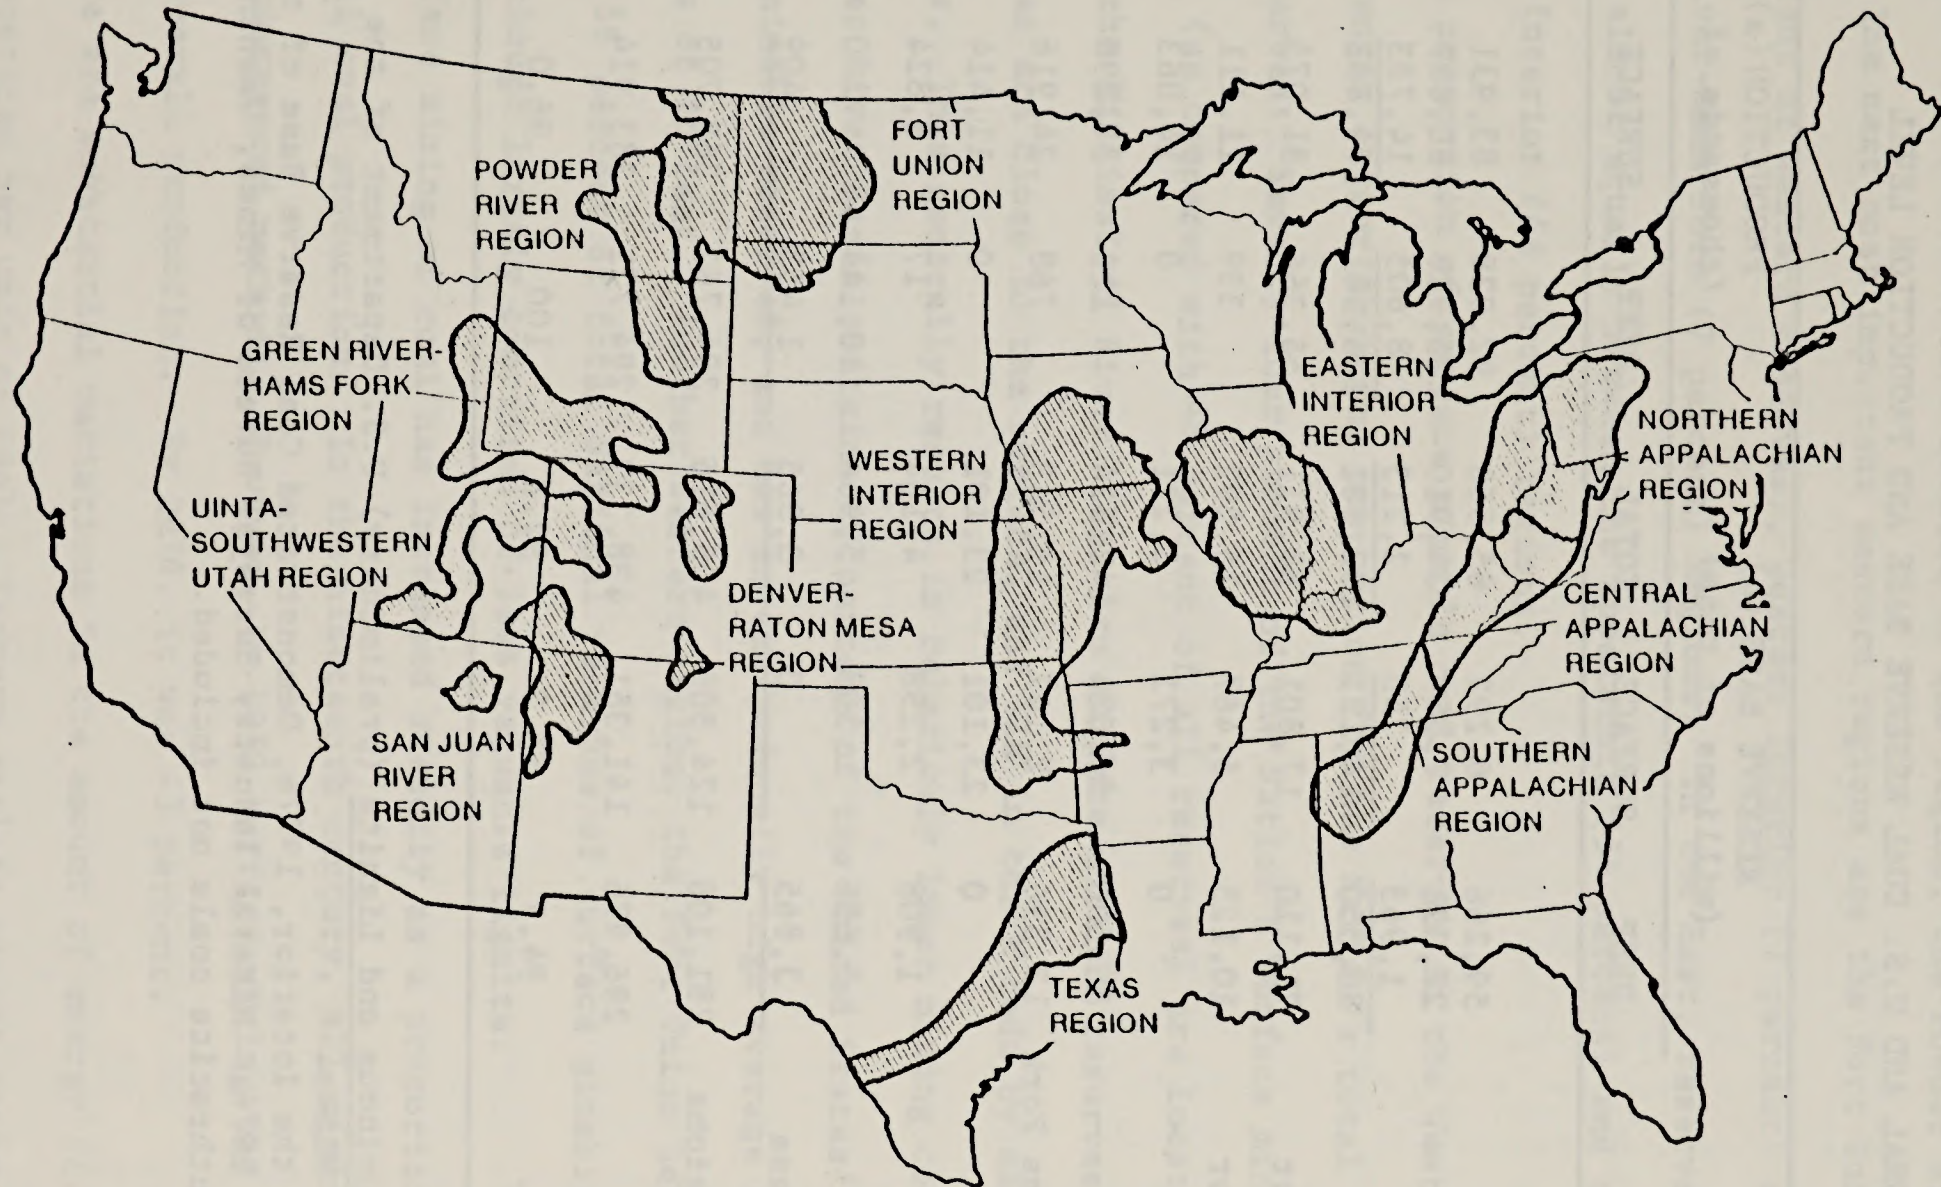 POWDER
RIVER
REGION
FORT
UNION
REGION
GREEN RIVER-
HAMS FORK
REGION
EASTERN
INTERIOR
REGION
NORTHERN
APPALACHIAN
REGION
WESTERN
INTERIOR
REGION
UINTA-
SOUTHWESTERN
UTAH REGION
DENVER-
RATON MESA
REGION
CENTRAL
APPALACHIAN
REGION
SAN JUAN
RIVER
REGION
SOUTHERN
APPALACHIAN
REGION
TEXAS
REGION